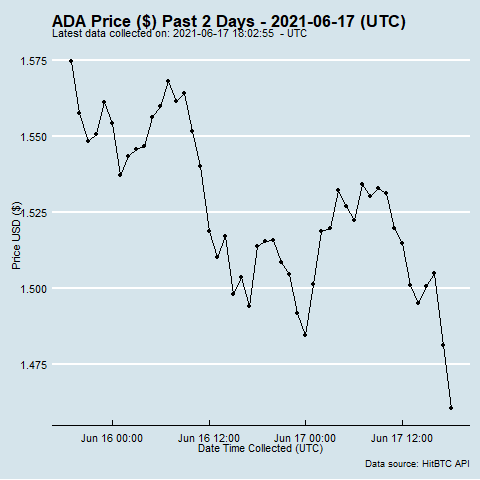 ADA Price ($) Past 2 Days - 2021-06-17 (UTC)
Latest data collected on: 2021-06-17 18:02:55  - UTC
1.575
1.550
1.525
1.500
1.475
Price USD ($)
Jun 16 00:00
Jun 16 12:00
Jun 17 00:00
Jun 17 12:00
Date Time Collected (UTC)
Data source: HitBTC API